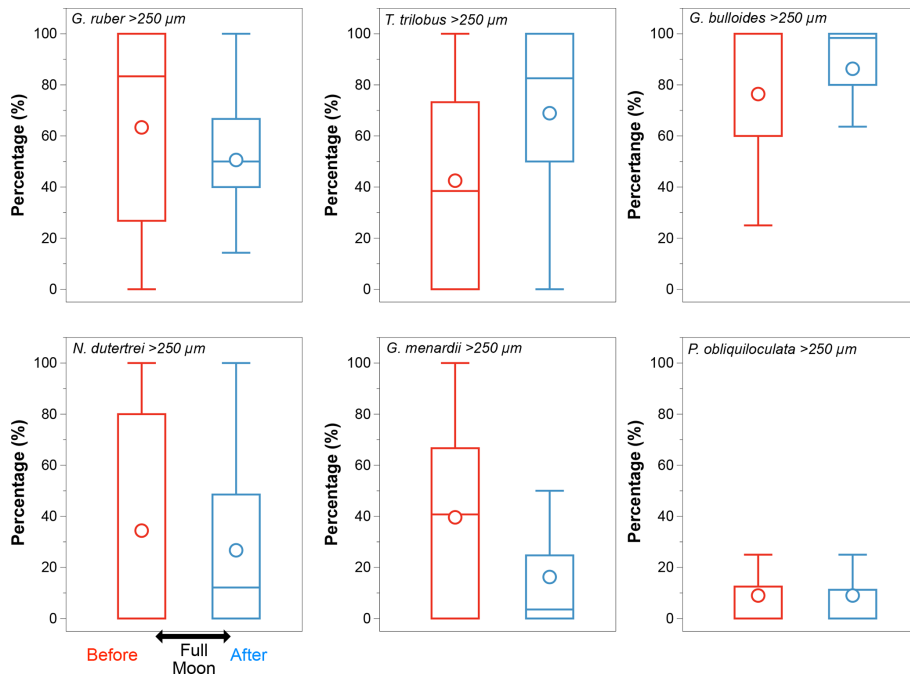 G. ruber >250 µm
T. trilobus >250 µm
G. bulloides >250 µm
Percentage (%)
100
80
60
40
20
0
Percentage (%)
100
80
60
40
20
0
Percertange (%)
100
80
60
40
20
0
N. dutertrei >250 µm
G. menardii >250 µm
P. obliquiloculata >250 µm
Percentage (%)
100
80
60
40
20
0
Percentage (%)
100
80
60
40
20
0
Percentage (%)
100
80
60
40
20
0
Before
Full
Moon
After